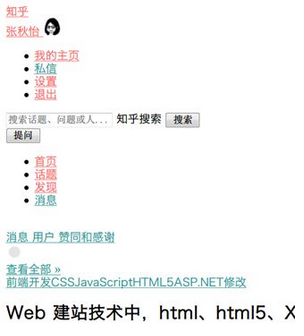 知乎
张秋怡
我的主页
私信
设置
退出
搜索话题、问题或人... 知乎搜索 搜索
提问
首页
话题
发现
消息
消息 用户 赞同和感谢
查看全部 »
前端开发CSSJavaScriptHTML5ASP.NET修改
Web 建站技术中，html、html5、X